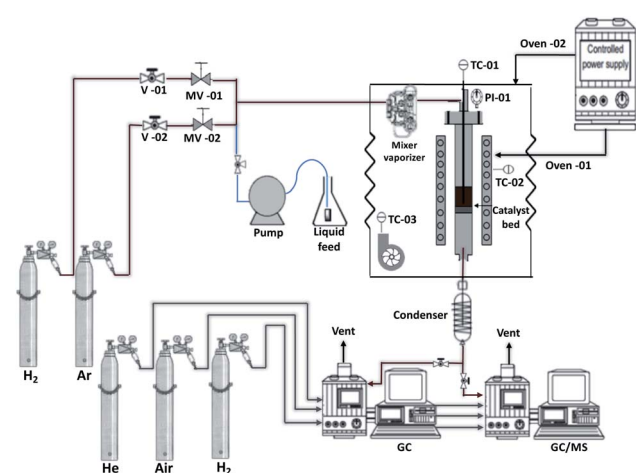 Oven -02
Controlled
power supply
TC-01
V -01
MV -01
PI-01
V -02
MV -02
Mixer
vaporizer
Oven -01
TC-02
Catalyst
bed
TC-03
Pump
Liquid
feed
Condenser
H2
Ar
Vent
Vent
GC
GC/MS
He
Air
H2